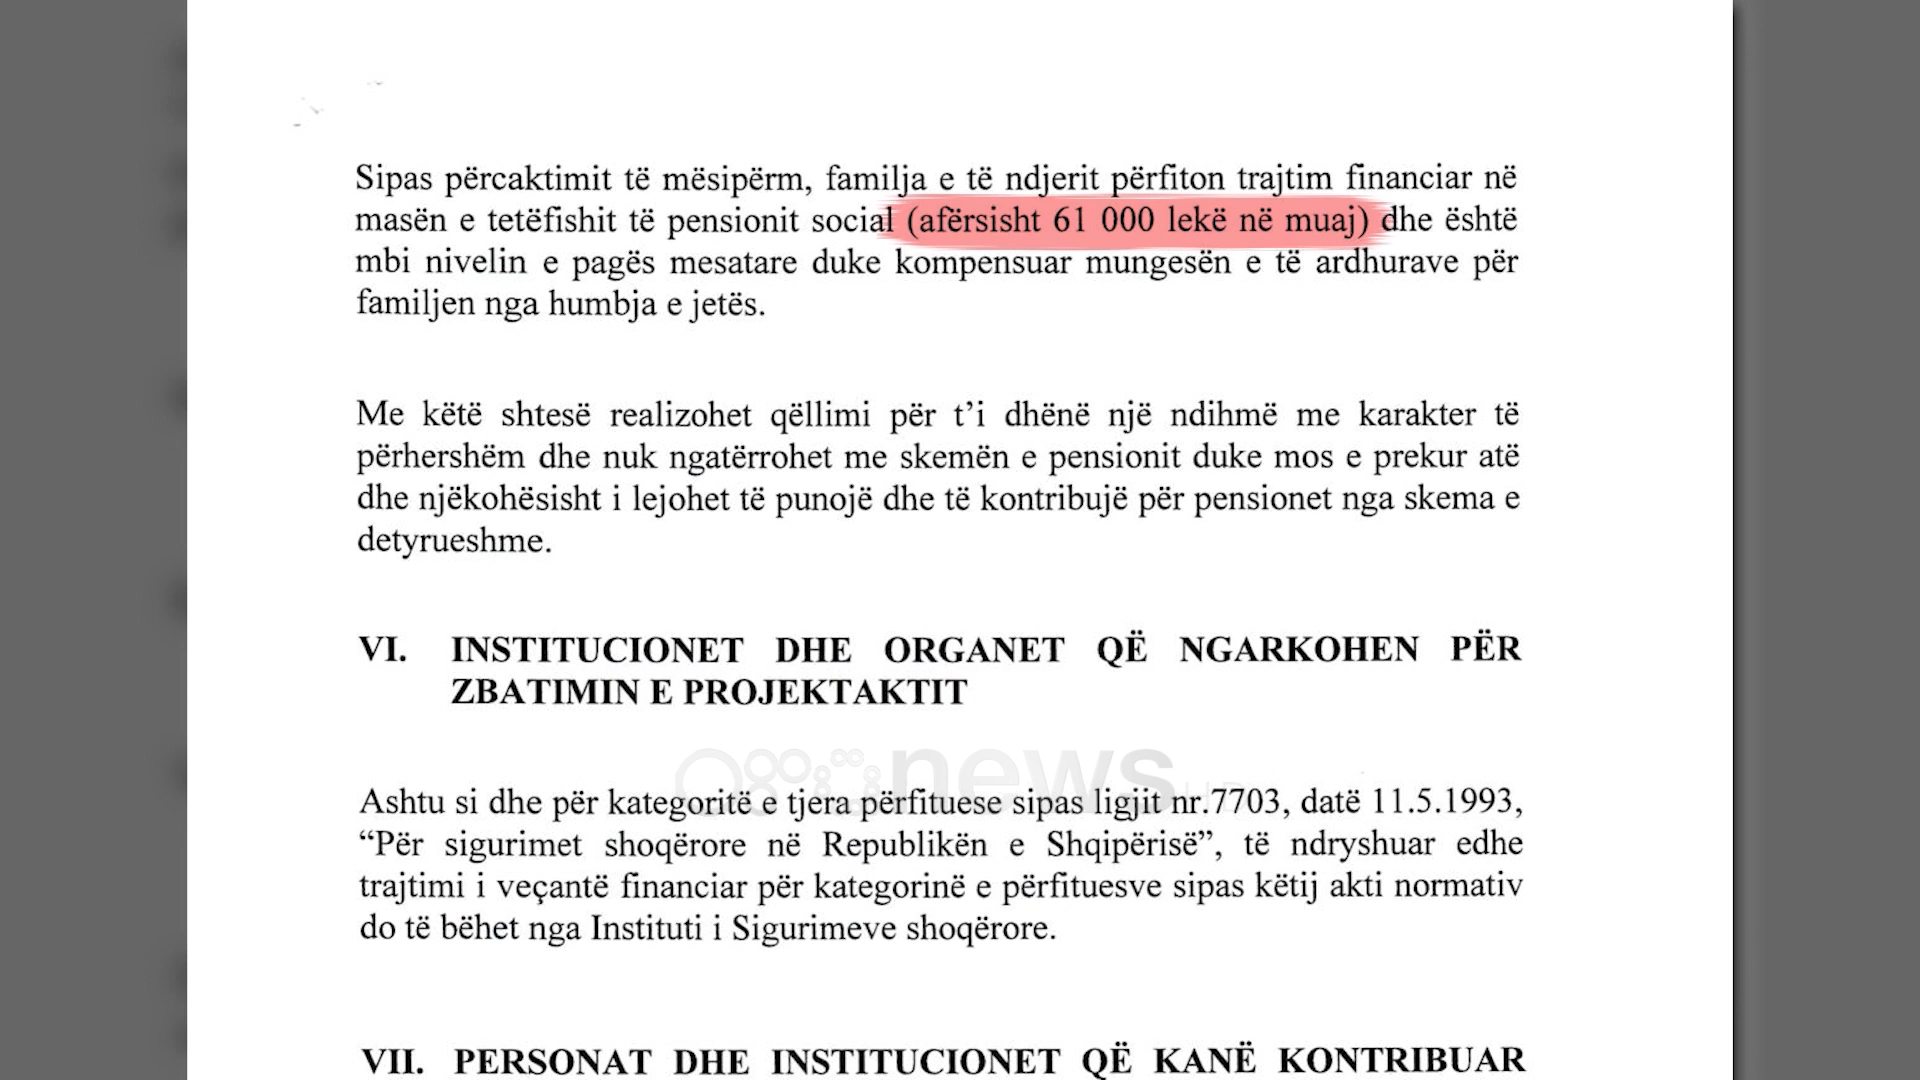 Sipas përcaktimit të mësipërm, familja e të ndjerit përfiton trajtim financiar në
masën e tetëfishit të pensionit social (afërsisht 61 000 lekë në muaj) dhe është
mbi nivelin e pagës mesatare duke kompensuar mungesën e të ardhurave për
familjen nga humbja e jetës.
Me këtë shtesë realizohet qëllimi për t’i dhënë një ndihmë me karakter të
përhershëm dhe nuk ngatërrohet me skemën e pensionit duke mos e prekur atë
dhe njëkohësisht i lejohet të punojë dhe të kontribujë për pensionet nga skema e
detyrueshme.
VI. INSTITUCIONET DHE ORGANET QË NGARKOHEN PËR
ZBATIMIN E PROJEKTAKTIT
news
Ashtu si dhe për kategoritë e tjera përfituese sipas ligjit nr.7703, datë 11.5.1993,
“Për sigurimet shoqërore në Republikën e Shqipërisë”, të ndryshuar edhe
trajtimi i veçantë financiar për kategorinë e përfituesve sipas këtij akti normativ
do të bëhet nga Instituti i Sigurimeve shoqërore.
VII. PERSONAT DHE INSTITUCIONET QË KANË KONTRIBUAR